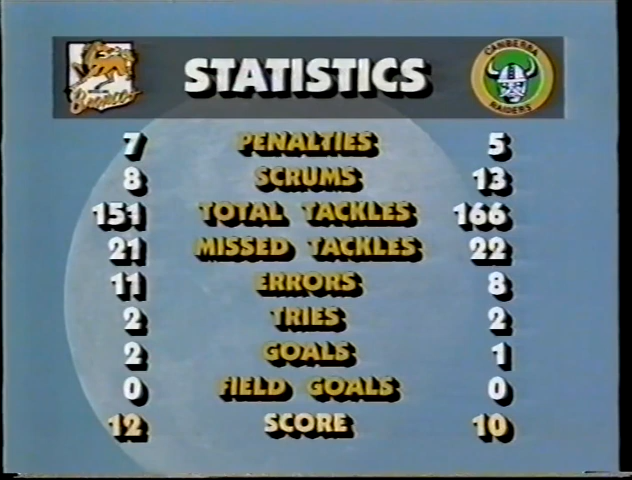 Broncos STATISTICS CANBERRA RAIDERS
7 PENALTIES 5
8 SCRUMS 13
151 TOTAL TACKLES 166
21 MISSED TACKLES 22
11 ERRORS 8
2 TRIES 2
2 GOALS 1
0 FIELD GOALS 0
12 SCORE 10